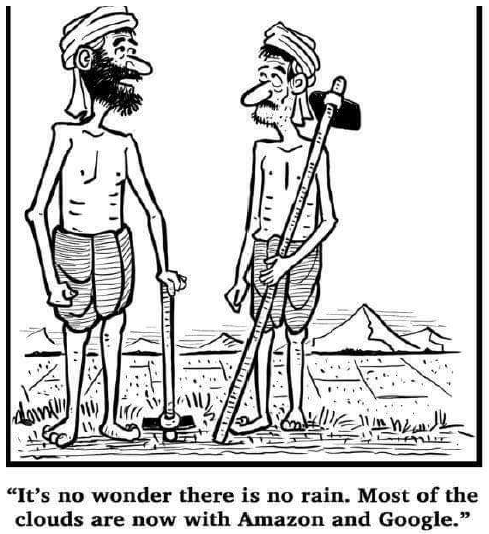 “It’s no wonder there is no rain. Most of the
clouds are now with Amazon and Google.”